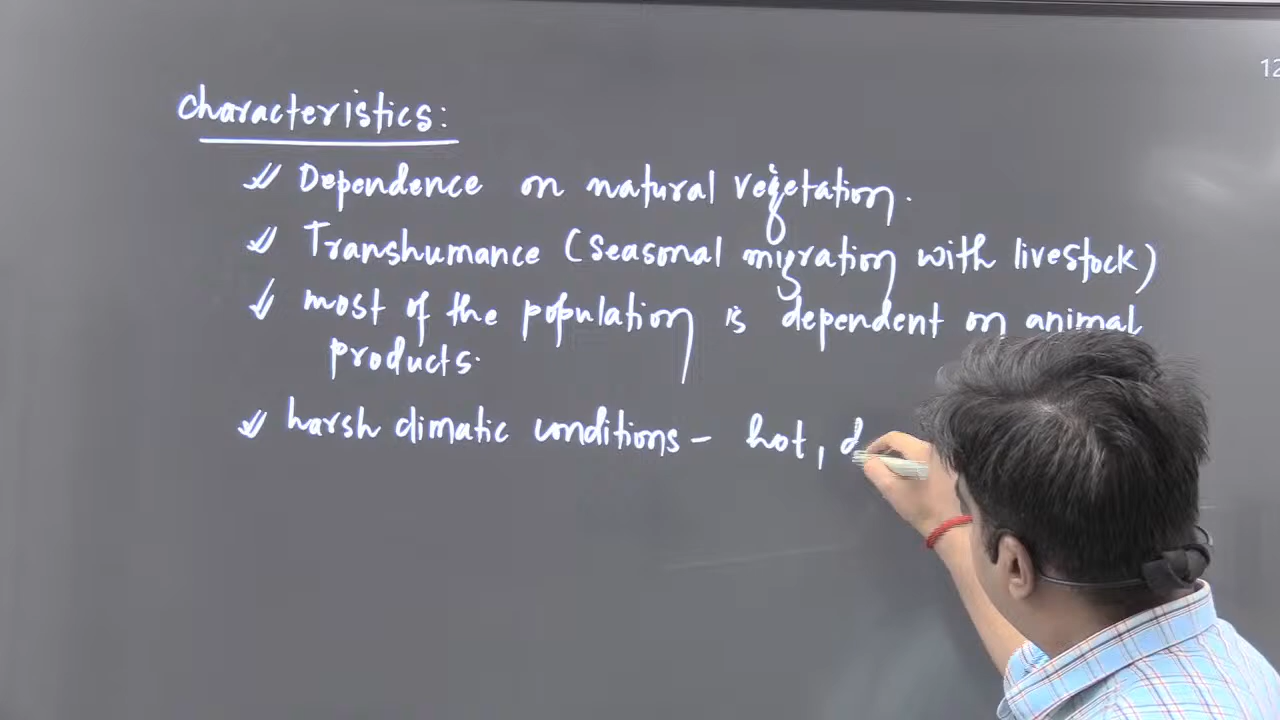 12
characteristics:
Dependence on natural vegetation.
Transhumance (seasonal migration with livestock)
most of the population is dependent on animal
products.
harsh climatic conditions - hot, d